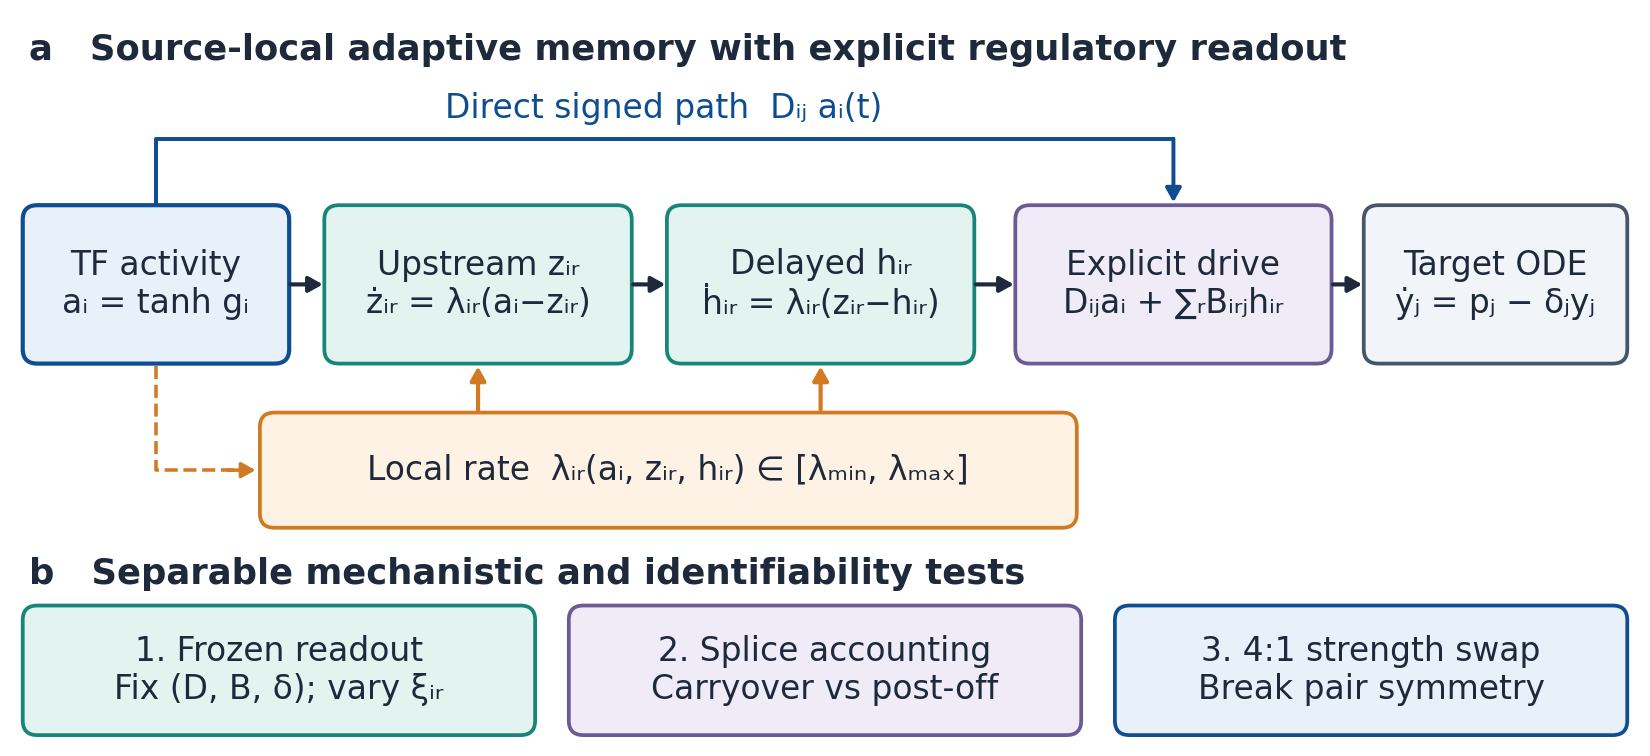 a Source-local adaptive memory with explicit regulatory readout
Direct signed path Dᵢⱼ aᵢ(t)
TF activity
aᵢ = tanh gᵢ
Upstream zᵢᵣ
żᵢᵣ = λᵢᵣ(aᵢ−zᵢᵣ)
Delayed hᵢᵣ
ḣᵢᵣ = λᵢᵣ(zᵢᵣ−hᵢᵣ)
Explicit drive
Dᵢⱼaᵢ + ∑ᵣBᵢᵣⱼhᵢᵣ
Target ODE
ẏⱼ = pⱼ − δⱼyⱼ
Local rate λᵢᵣ(aᵢ, zᵢᵣ, hᵢᵣ) ∈ [λₘᵢₙ, λₘₐₓ]
b Separable mechanistic and identifiability tests
1. Frozen readout
Fix (D, B, δ); vary ξᵢᵣ
2. Splice accounting
Carryover vs post-off
3. 4:1 strength swap
Break pair symmetry